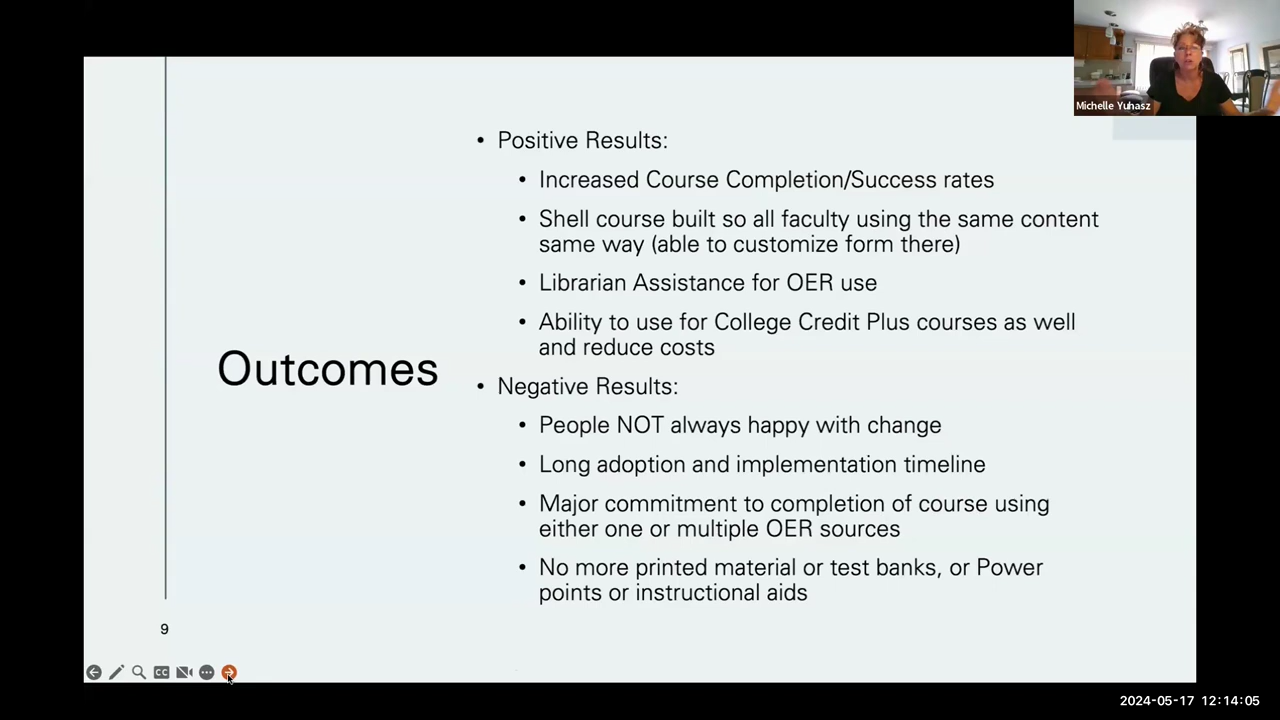 Michelle Yuhasz
• Positive Results:
• Increased Course Completion/Success rates
• Shell course built so all faculty using the same content
same way (able to customize form there)
• Librarian Assistance for OER use
• Ability to use for College Credit Plus courses as well
and reduce costs
Outcomes
• Negative Results:
• People NOT always happy with change
• Long adoption and implementation timeline
• Major commitment to completion of course using
either one or multiple OER sources
• No more printed material or test banks, or Power
points or instructional aids
9
CC
2024-05-17 12:14:05